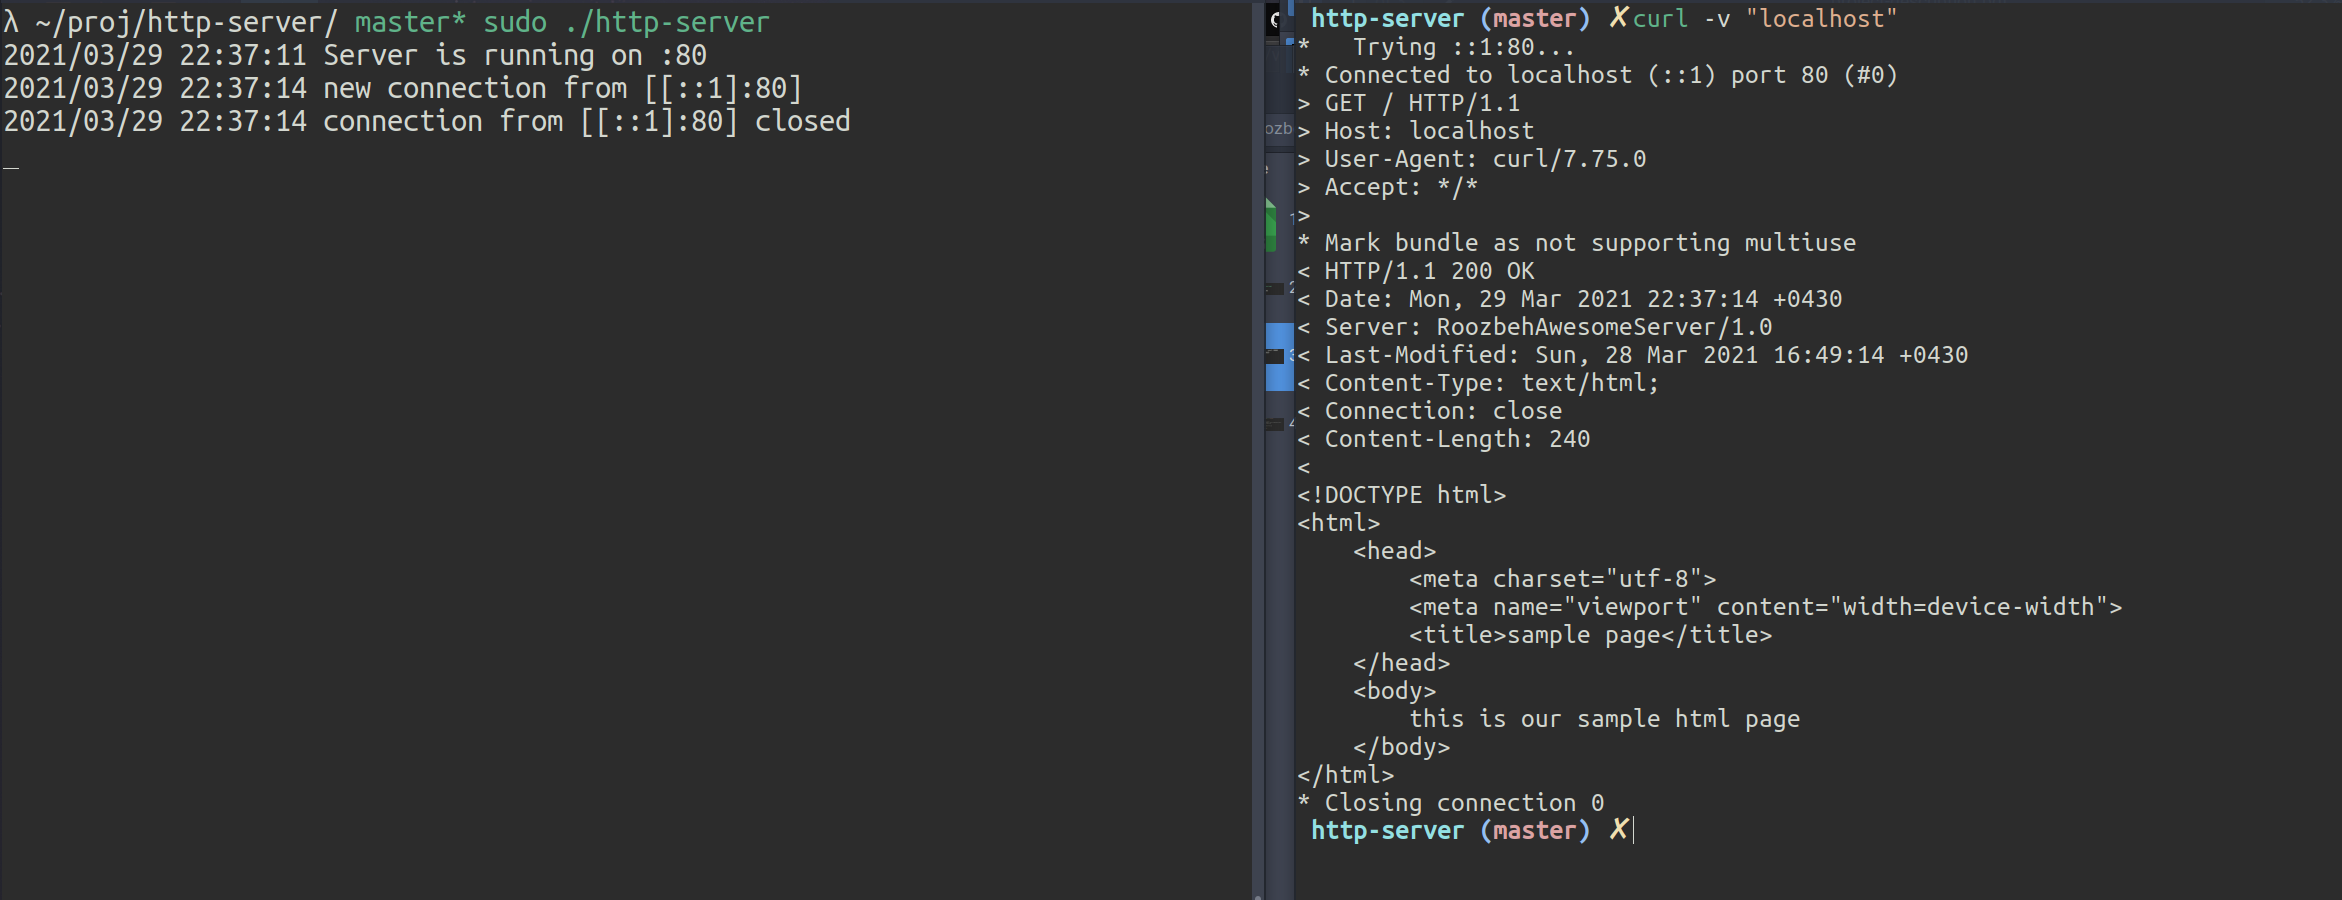 λ ~/proj/http-server/ master* sudo ./http-server
2021/03/29 22:37:11 Server is running on :80
2021/03/29 22:37:14 new connection from [[::1]:80]
2021/03/29 22:37:14 connection from [[::1]:80] closed
_
ozb
1
2
3
4
http-server (master) ✗curl -v "localhost"
*   Trying ::1:80...
* Connected to localhost (::1) port 80 (#0)
> GET / HTTP/1.1
> Host: localhost
> User-Agent: curl/7.75.0
> Accept: */*
>
* Mark bundle as not supporting multiuse
< HTTP/1.1 200 OK
< Date: Mon, 29 Mar 2021 22:37:14 +0430
< Server: RoozbehAwesomeServer/1.0
< Last-Modified: Sun, 28 Mar 2021 16:49:14 +0430
< Content-Type: text/html;
< Connection: close
< Content-Length: 240
<
<!DOCTYPE html>
<html>
    <head>
        <meta charset="utf-8">
        <meta name="viewport" content="width=device-width">
        <title>sample page</title>
    </head>
    <body>
        this is our sample html page
    </body>
</html>
* Closing connection 0
http-server (master) ✗